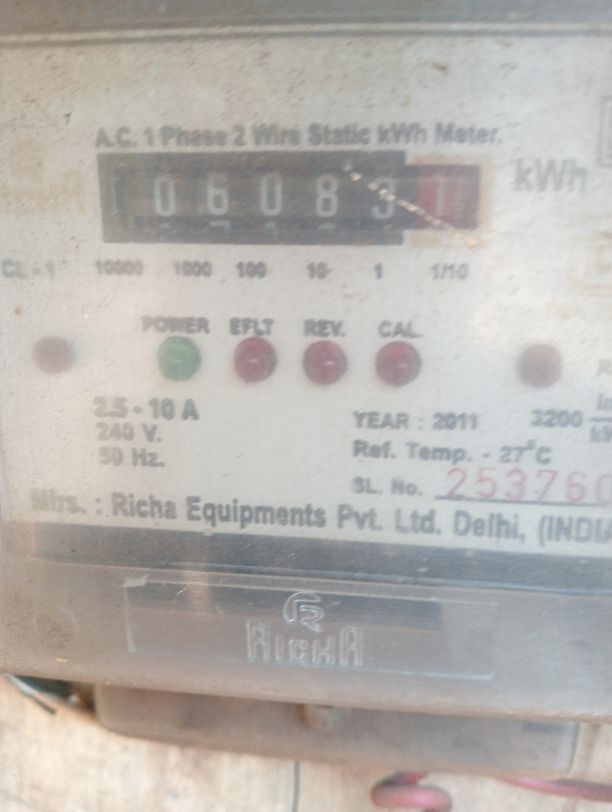 A.C. 1 Phase 2 Wire Static kWh Meter.
0 6 0 8 3 1 kWh
CL - 1 10000 1000 100 10 1 1/10
POWER EFLT REV. CAL.
2.5 - 10 A
240 V.
50 Hz.
YEAR : 2011 3200
Ref. Temp. - 27°C
SL. No. 253760
Mfrs. : Richa Equipments Pvt. Ltd. Delhi, (INDIA
RICHA